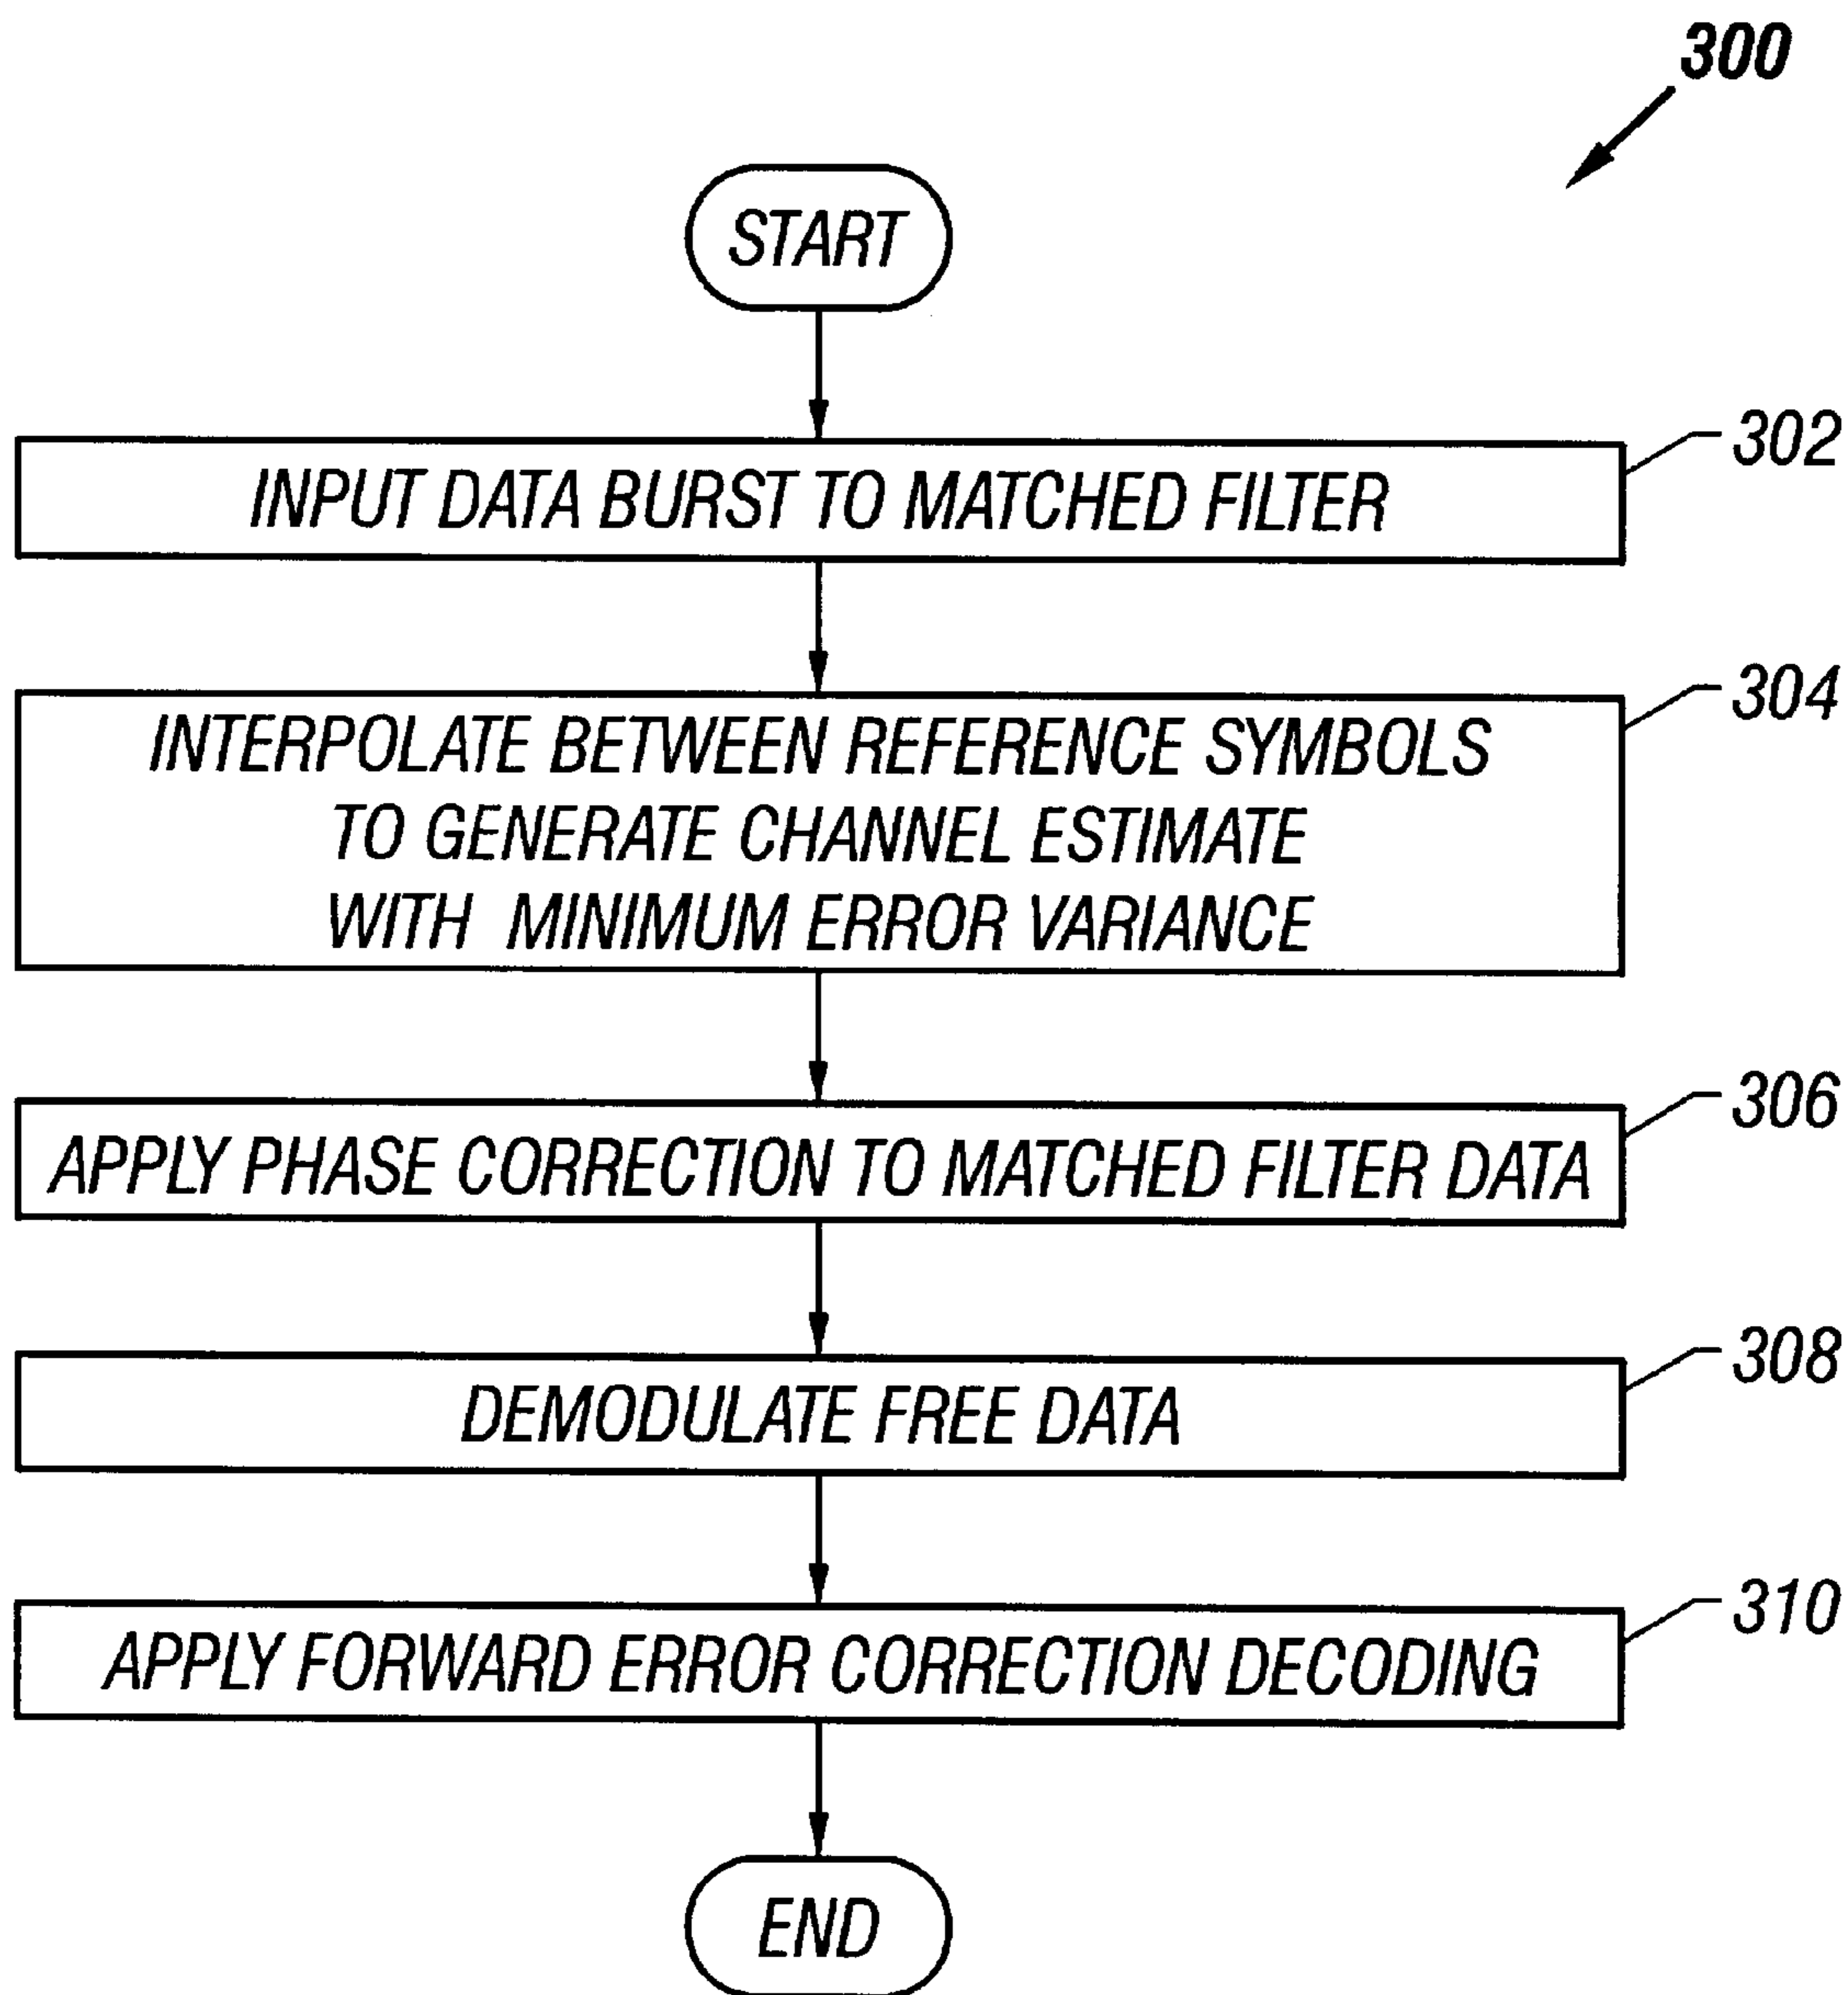 300
START
INPUT DATA BURST TO MATCHED FILTER
302
INTERPOLATE BETWEEN REFERENCE SYMBOLS
TO GENERATE CHANNEL ESTIMATE
WITH MINIMUM ERROR VARIANCE
304
APPLY PHASE CORRECTION TO MATCHED FILTER DATA
306
DEMODULATE FREE DATA
308
APPLY FORWARD ERROR CORRECTION DECODING
310
END